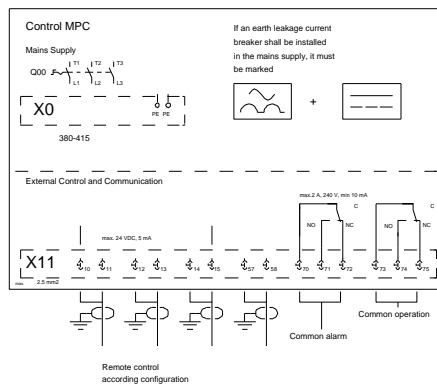 Control MPC
If an earth leakage current
breaker shall be installed
in the mains supply, it must
be marked
Mains Supply
T1 T2 T3
Q00
L1 L2 L3
+
X0
PE PE
380-415
External Control and Communication
max.2 A, 240 V, min 10 mA
C C
NO NC NO NC
max. 24 VDC, 5 mA
X11
10 11 12 13 14 15 57 58 70 71 72 73 74 75
max. 2.5 mm2
Common operation
Common alarm
Remote control
according configuration